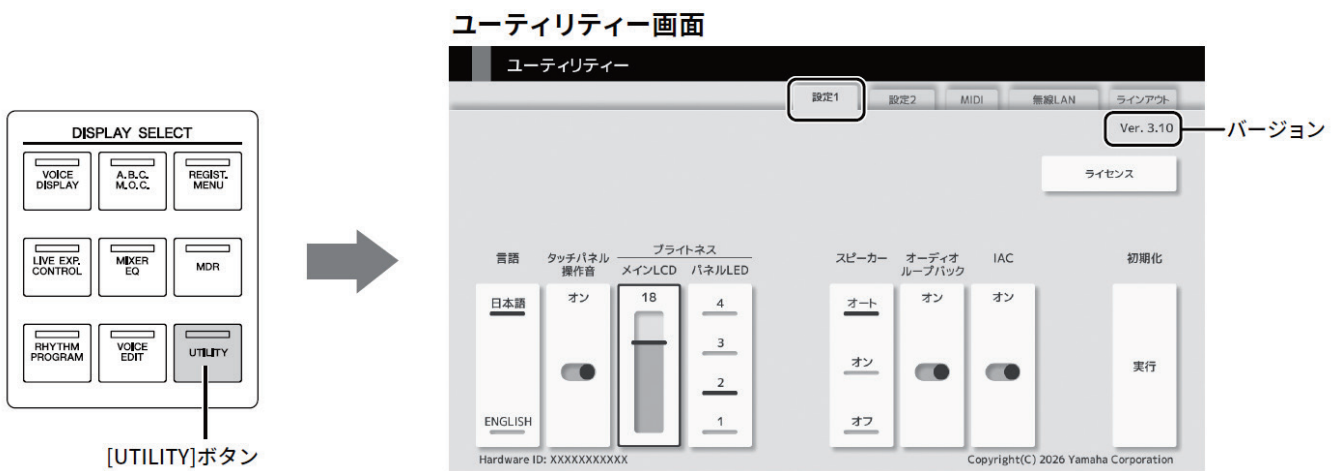 ユーティリティー画面
ユーティリティー
設定1
設定2
MIDI
無線LAN
ラインアウト
Ver. 3.10
バージョン
ライセンス
DISPLAY SELECT
VOICE
DISPLAY
A.B.C.
M.O.C.
REGIST.
MENU
LIVE EXP.
CONTROL
MIXER
EQ
MDR
RHYTHM
PROGRAM
VOICE
EDIT
UTILITY
[UTILITY]ボタン
言語
タッチパネル
操作音
ブライトネス
メインLCD
パネルLED
スピーカー
オーディオ
ループバック
IAC
初期化
日本語
ENGLISH
オン
18
4
3
2
1
オート
オン
オフ
オン
オン
実行
Hardware ID: XXXXXXXXXX
Copyright(C) 2026 Yamaha Corporation